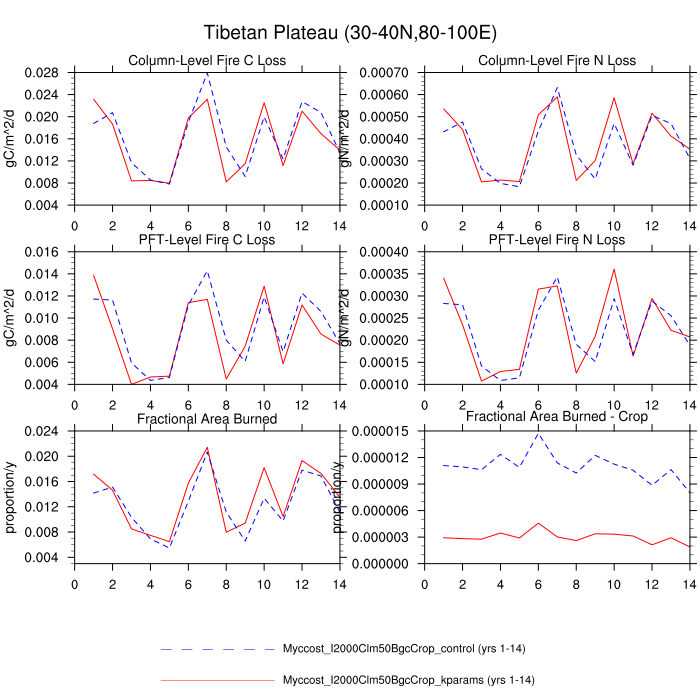 Tibetan Plateau (30-40N,80-100E)
Column-Level Fire C Loss
gC/m^2/d
0.028
0.024
0.020
0.016
0.012
0.008
0.004
0 2 4 6 8 10 12 14
Column-Level Fire N Loss
gN/m^2/d
0.00070
0.00060
0.00050
0.00040
0.00030
0.00020
0.00010
0 2 4 6 8 10 12 14
PFT-Level Fire C Loss
gC/m^2/d
0.016
0.014
0.012
0.010
0.008
0.006
0.004
0 2 4 6 8 10 12 14
PFT-Level Fire N Loss
gN/m^2/d
0.00040
0.00035
0.00030
0.00025
0.00020
0.00015
0.00010
0 2 4 6 8 10 12 14
Fractional Area Burned
proportion/y
0.024
0.020
0.016
0.012
0.008
0.004
0 2 4 6 8 10 12 14
Fractional Area Burned - Crop
proportion/y
0.000015
0.000012
0.000009
0.000006
0.000003
0.000000
0 2 4 6 8 10 12 14
Myccost_I2000Clm50BgcCrop_control (yrs 1-14)
Myccost_I2000Clm50BgcCrop_kparams (yrs 1-14)